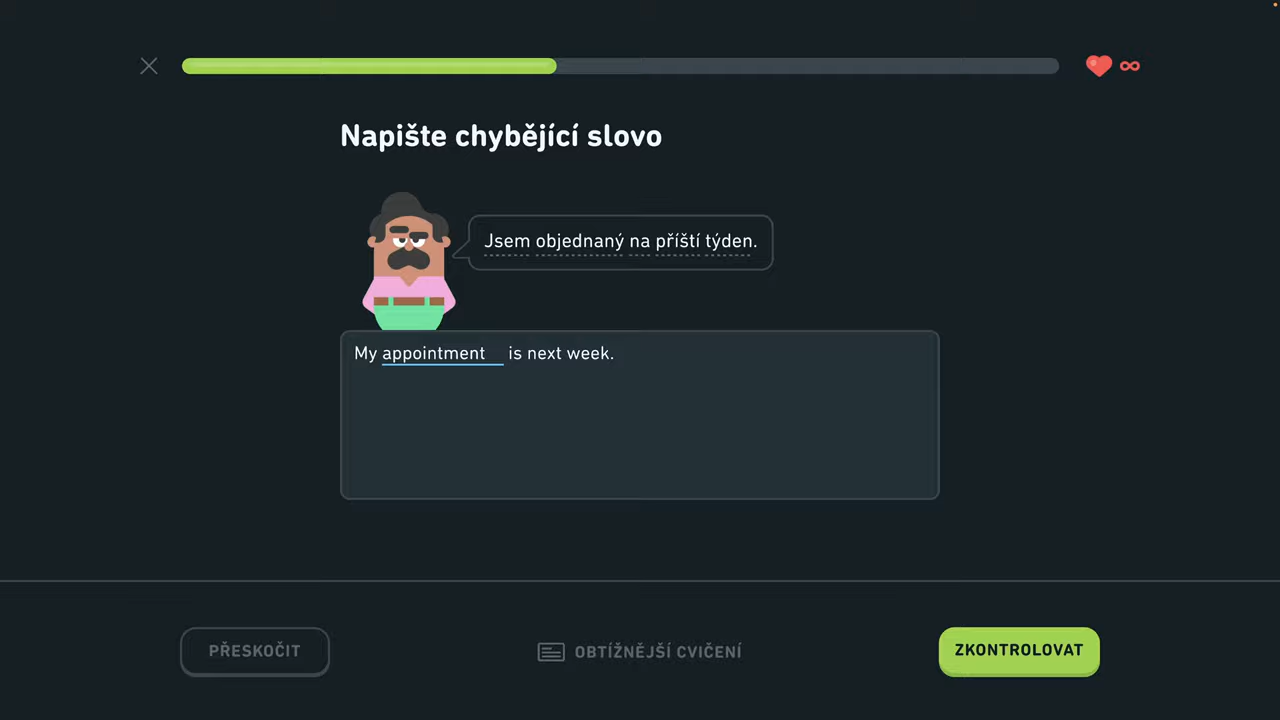 ∞
Napište chybějící slovo
Jsem objednaný na příští týden.
My appointment is next week.
PŘESKOČIT
OBTÍŽNĚJŠÍ CVIČENÍ
ZKONTROLOVAT